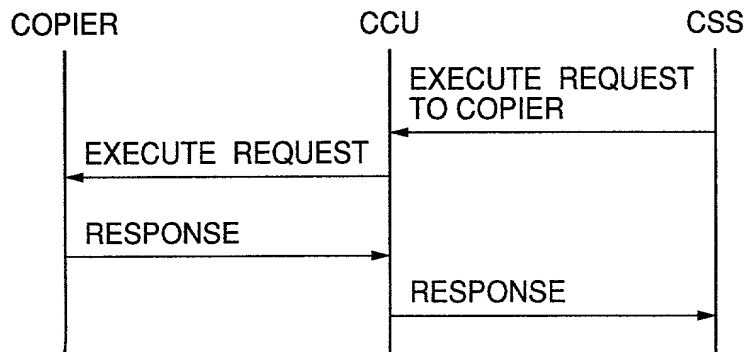 COPIER
CCU
CSS
EXECUTE REQUEST
TO COPIER
EXECUTE REQUEST
RESPONSE
RESPONSE